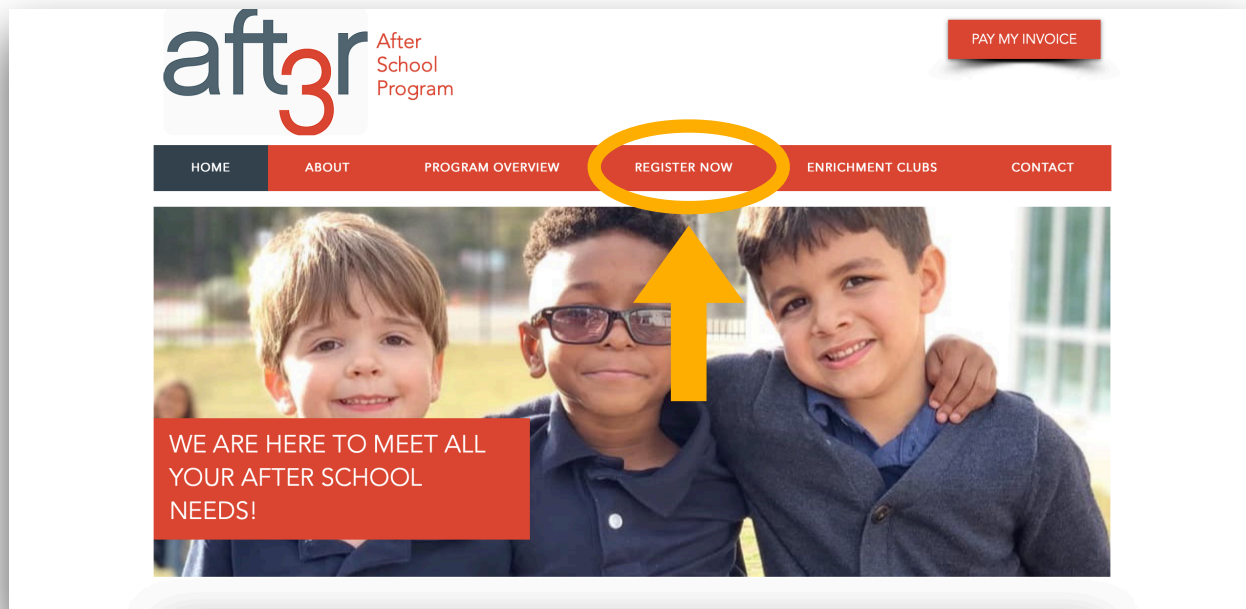 aft3r
After
School
Program
PAY MY INVOICE
HOME ABOUT PROGRAM OVERVIEW REGISTER NOW ENRICHMENT CLUBS CONTACT
WE ARE HERE TO MEET ALL
YOUR AFTER SCHOOL
NEEDS!